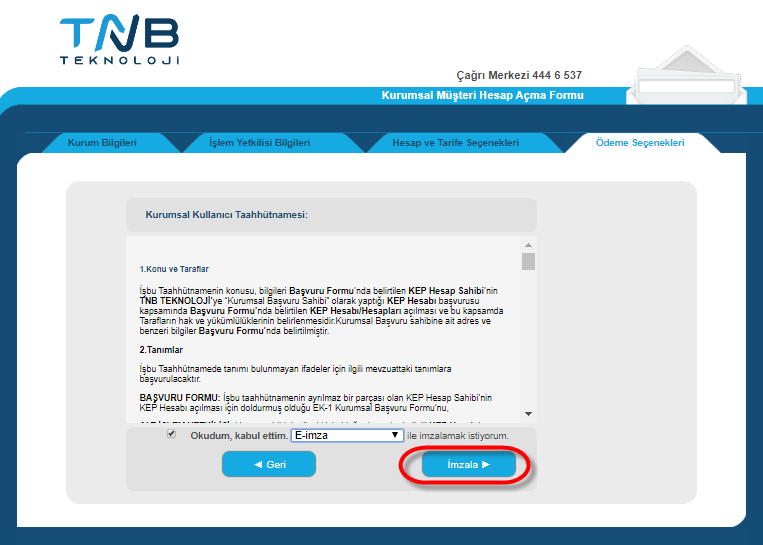 TNB
TEKNOLOJİ
Çağrı Merkezi 444 6 537
Kurumsal Müşteri Hesap Açma Formu
Kurum Bilgileri
İşlem Yetkilisi Bilgileri
Hesap ve Tarife Seçenekleri
Ödeme Seçenekleri
Kurumsal Kullanıcı Taahhütnamesi:
1.Konu ve Taraflar
İşbu Taahhütnamenin konusu, bilgileri Başvuru Formu'nda belirtilen KEP Hesap Sahibi'nin
TNB TEKNOLOJİ'ye "Kurumsal Başvuru Sahibi" olarak yaptığı KEP Hesabı başvurusu
kapsamında Başvuru Formu'nda belirtilen KEP Hesabı/Hesapları açılması ve bu kapsamda
Tarafların hak ve yükümlülüklerinin belirlenmesidir.Kurumsal Başvuru sahibine ait adres ve
benzeri bilgiler Başvuru Formu'nda belirtilmiştir.
2.Tanımlar
İşbu Taahhütnamede tanımı bulunmayan ifadeler için ilgili mevzuattaki tanımlara
başvurulacaktır.
BAŞVURU FORMU: İşbu taahhütnamenin ayrılmaz bir parçası olan KEP Hesap Sahibi'nin
KEP Hesabı açılması için doldurmuş olduğu EK-1 Kurumsal Başvuru Formu'nu,
Okudum, kabul ettim. E-imza ile imzalamak istiyorum.
Geri
İmzala